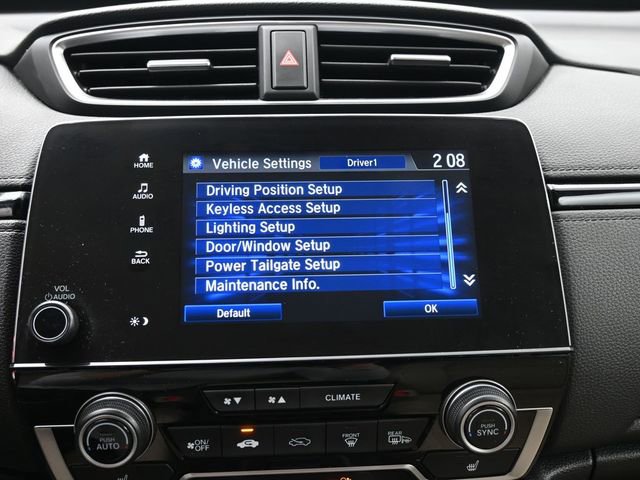 Vehicle Settings Driver1 2 08
HOME
AUDIO
PHONE
BACK
Driving Position Setup
Keyless Access Setup
Lighting Setup
Door/Window Setup
Power Tailgate Setup
Maintenance Info.
Default OK
VOL
AUDIO
CLIMATE
PUSH
AUTO
ON/
OFF
FRONT
REAR
PUSH
SYNC